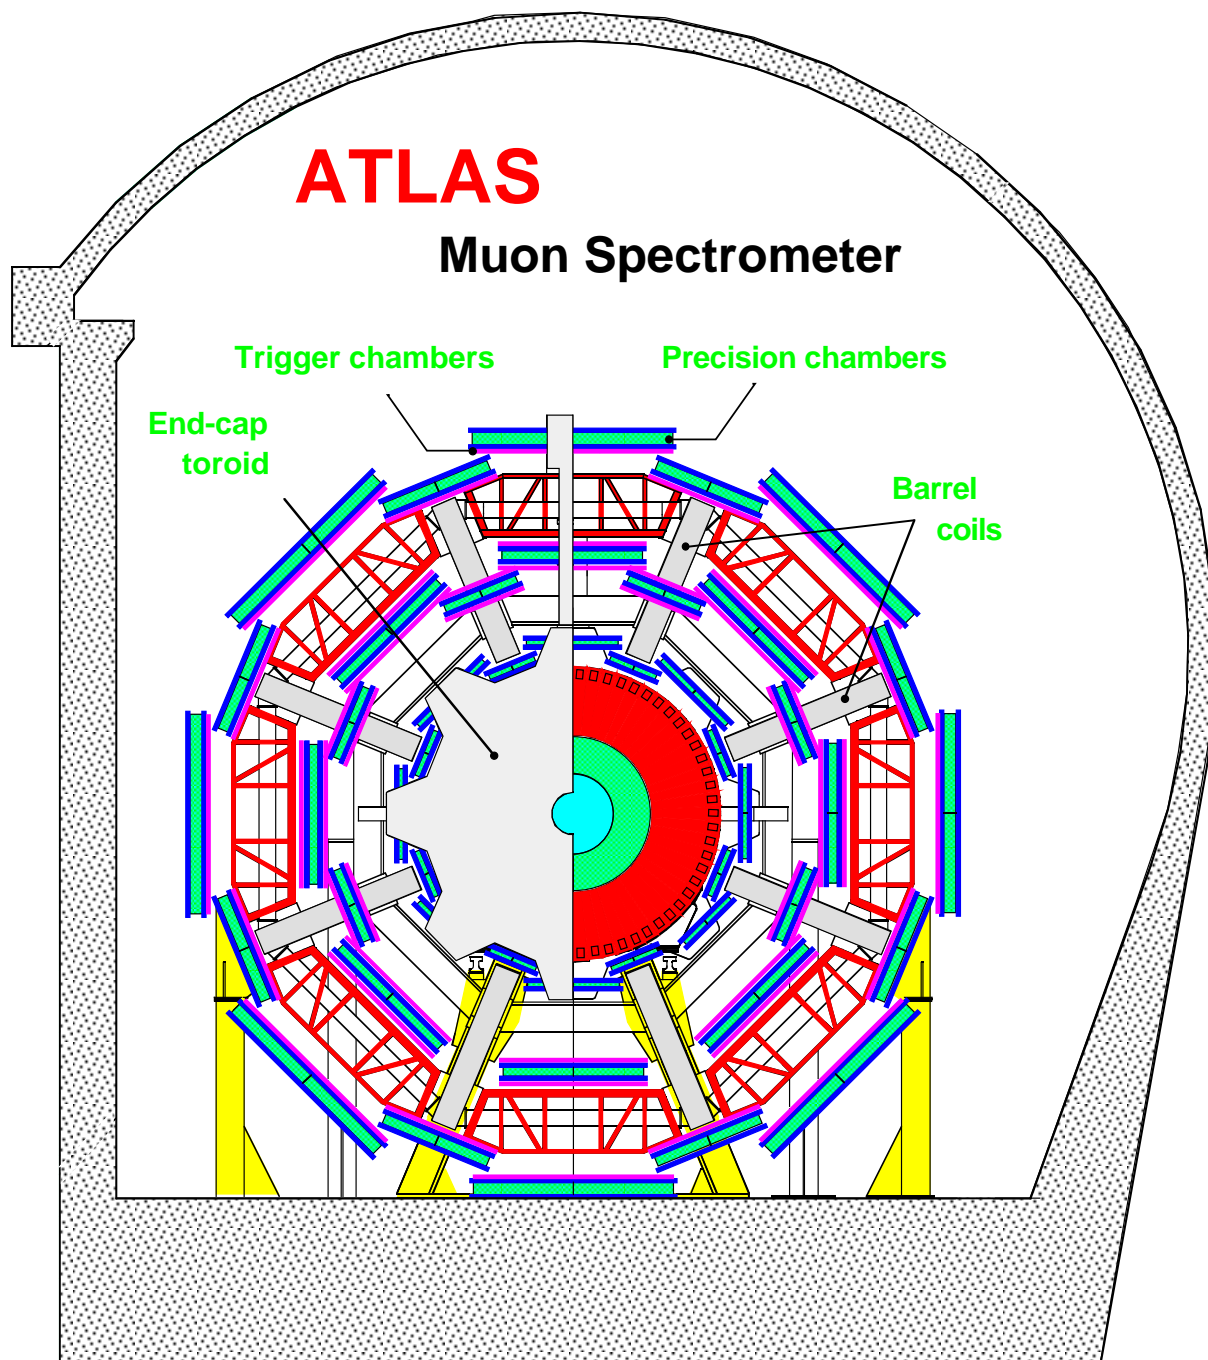 ATLAS
Muon Spectrometer
Trigger chambers
Precision chambers
End-cap
toroid
Barrel
coils